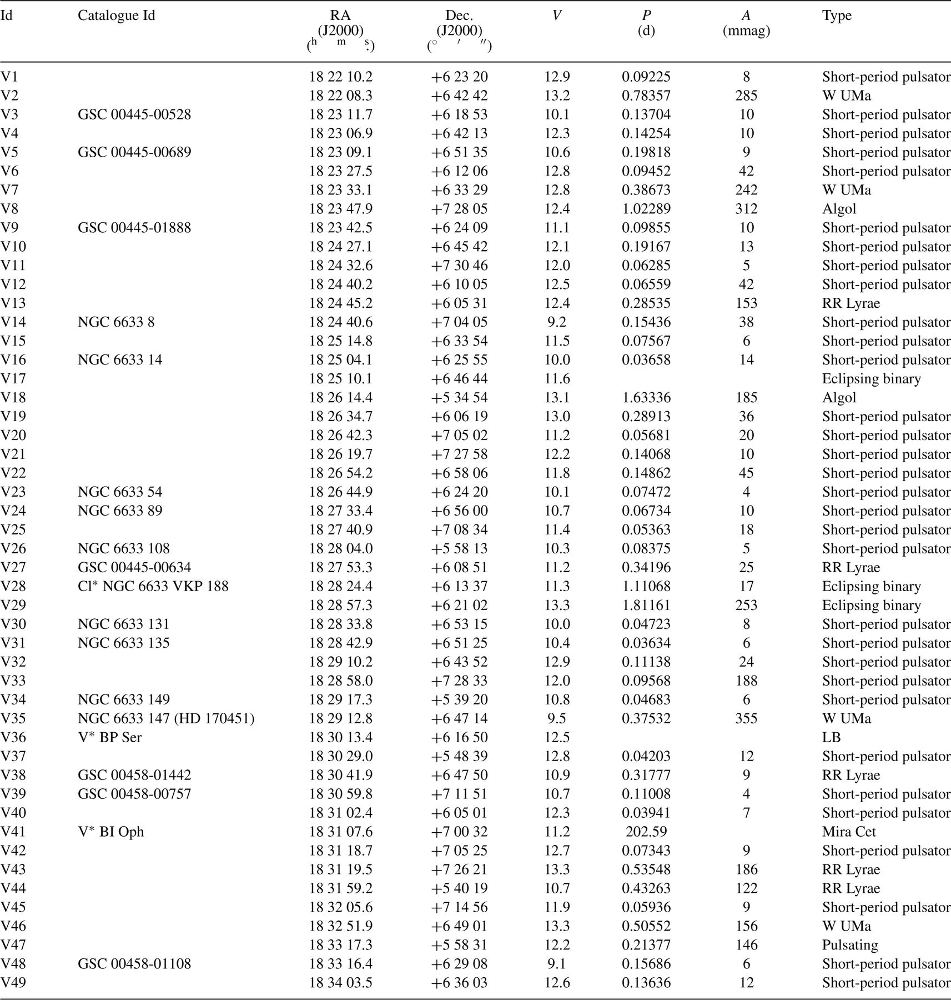 Id Catalogue Id RA Dec. V P A Type
(J2000) (J2000) (d) (mmag)
(h m s.) (° ′ ″)
V1 18 22 10.2 +6 23 20 12.9 0.09225 8 Short-period pulsator
V2 18 22 08.3 +6 42 42 13.2 0.78357 285 W UMa
V3 GSC 00445-00528 18 23 11.7 +6 18 53 10.1 0.13704 10 Short-period pulsator
V4 18 23 06.9 +6 42 13 12.3 0.14254 10 Short-period pulsator
V5 GSC 00445-00689 18 23 09.1 +6 51 35 10.6 0.19818 9 Short-period pulsator
V6 18 23 27.5 +6 12 06 12.8 0.09452 42 Short-period pulsator
V7 18 23 33.1 +6 33 29 12.8 0.38673 242 W UMa
V8 18 23 47.9 +7 28 05 12.4 1.02289 312 Algol
V9 GSC 00445-01888 18 23 42.5 +6 24 09 11.1 0.09855 10 Short-period pulsator
V10 18 24 27.1 +6 45 42 12.1 0.19167 13 Short-period pulsator
V11 18 24 32.6 +7 30 46 12.0 0.06285 5 Short-period pulsator
V12 18 24 40.2 +6 10 05 12.5 0.06559 42 Short-period pulsator
V13 18 24 45.2 +6 05 31 12.4 0.28535 153 RR Lyrae
V14 NGC 6633 8 18 24 40.6 +7 04 05 9.2 0.15436 38 Short-period pulsator
V15 18 25 14.8 +6 33 54 11.5 0.07567 6 Short-period pulsator
V16 NGC 6633 14 18 25 04.1 +6 25 55 10.0 0.03658 14 Short-period pulsator
V17 18 25 10.1 +6 46 44 11.6 Eclipsing binary
V18 18 26 14.4 +5 34 54 13.1 1.63336 185 Algol
V19 18 26 34.7 +6 06 19 13.0 0.28913 36 Short-period pulsator
V20 18 26 42.3 +7 05 02 11.2 0.05681 20 Short-period pulsator
V21 18 26 19.7 +7 27 58 12.2 0.14068 10 Short-period pulsator
V22 18 26 54.2 +6 58 06 11.8 0.14862 45 Short-period pulsator
V23 NGC 6633 54 18 26 44.9 +6 24 20 10.1 0.07472 4 Short-period pulsator
V24 NGC 6633 89 18 27 33.4 +6 56 00 10.7 0.06734 10 Short-period pulsator
V25 18 27 40.9 +7 08 34 11.4 0.05363 18 Short-period pulsator
V26 NGC 6633 108 18 28 04.0 +5 58 13 10.3 0.08375 5 Short-period pulsator
V27 GSC 00445-00634 18 27 53.3 +6 08 51 11.2 0.34196 25 RR Lyrae
V28 Cl* NGC 6633 VKP 188 18 28 24.4 +6 13 37 11.3 1.11068 17 Eclipsing binary
V29 18 28 57.3 +6 21 02 13.3 1.81161 253 Eclipsing binary
V30 NGC 6633 131 18 28 33.8 +6 53 15 10.0 0.04723 8 Short-period pulsator
V31 NGC 6633 135 18 28 42.9 +6 51 25 10.4 0.03634 6 Short-period pulsator
V32 18 29 10.2 +6 43 52 12.9 0.11138 24 Short-period pulsator
V33 18 28 58.0 +7 28 33 12.0 0.09568 188 Short-period pulsator
V34 NGC 6633 149 18 29 17.3 +5 39 20 10.8 0.04683 6 Short-period pulsator
V35 NGC 6633 147 (HD 170451) 18 29 12.8 +6 47 14 9.5 0.37532 355 W UMa
V36 V* BP Ser 18 30 13.4 +6 16 50 12.5 LB
V37 18 30 29.0 +5 48 39 12.8 0.04203 12 Short-period pulsator
V38 GSC 00458-01442 18 30 41.9 +6 47 50 10.9 0.31777 9 RR Lyrae
V39 GSC 00458-00757 18 30 59.8 +7 11 51 10.7 0.11008 4 Short-period pulsator
V40 18 31 02.4 +6 05 01 12.3 0.03941 7 Short-period pulsator
V41 V* BI Oph 18 31 07.6 +7 00 32 11.2 202.59 Mira Cet
V42 18 31 18.7 +7 05 25 12.7 0.07343 9 Short-period pulsator
V43 18 31 19.5 +7 26 21 13.3 0.53548 186 RR Lyrae
V44 18 31 59.2 +5 40 19 10.7 0.43263 122 RR Lyrae
V45 18 32 05.6 +7 14 56 11.9 0.05936 9 Short-period pulsator
V46 18 32 51.9 +6 49 01 13.3 0.50552 156 W UMa
V47 18 33 17.3 +5 58 31 12.2 0.21377 146 Pulsating
V48 GSC 00458-01108 18 33 16.4 +6 29 08 9.1 0.15686 6 Short-period pulsator
V49 18 34 03.5 +6 36 03 12.6 0.13636 12 Short-period pulsator